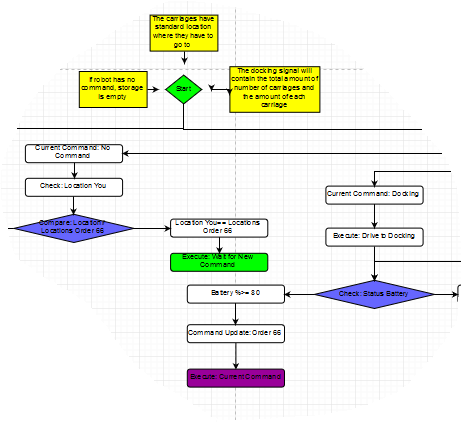 The carriages have
standard location
where they have to
go to
If robot has no
command, storage
is empty
Start
The docking signal will
contain the total amount of
number of carriages and
the amount of each
carriage
Current Command: No
Command
Check: Location You
Compare: Location/
Locations Order 66
Location You== Locations
Order 66
Execute: Wait for New
Command
Current Command: Docking
Execute: Drive to Docking
Check: Status Battery
Battery %>= 80
Command Update: Order 66
Execute: Current Command